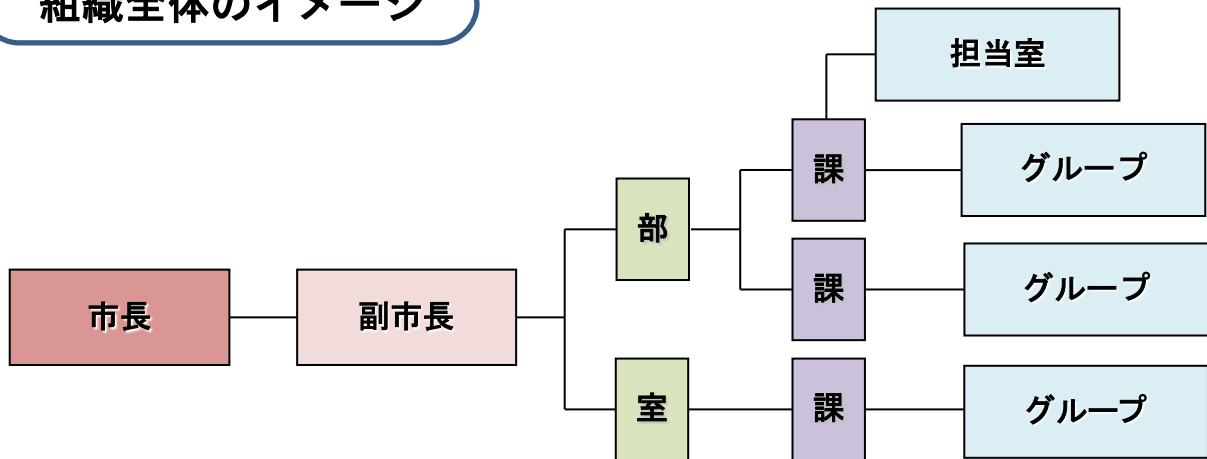 組織全体のイメージ
担当室
課
グループ
部
課
グループ
市長
副市長
室
課
グループ